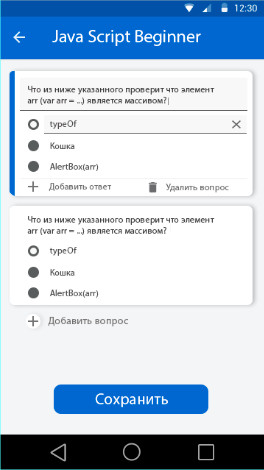 12:30
Java Script Beginner
Что из ниже указанного проверит что элемент
arr (var arr = ...) является массивом?
typeOf
Кошка
AlertBox(arr)
Добавить ответ Удалить вопрос
Что из ниже указанного проверит что элемент
arr (var arr = ...) является массивом?
typeOf
Кошка
AlertBox(arr)
Добавить вопрос
Сохранить